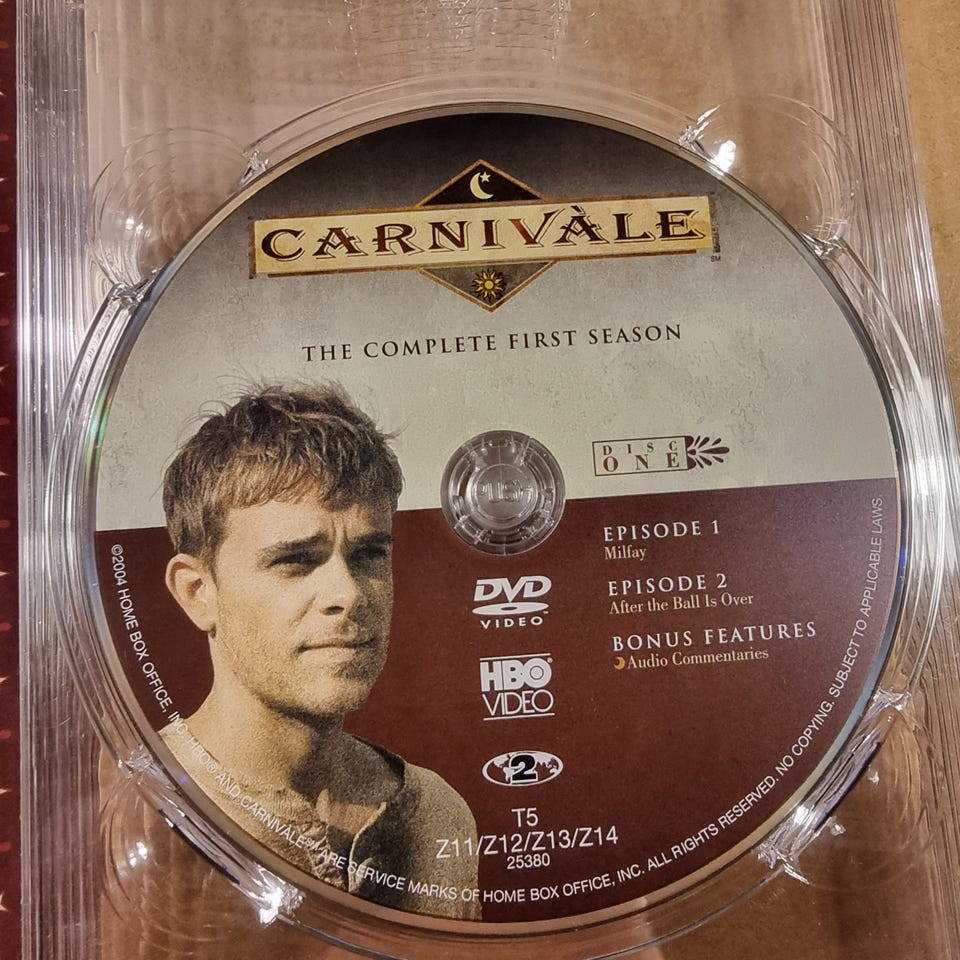 CARNIVÀLE
SM
THE COMPLETE FIRST SEASON
DISC
ONE
EPISODE 1
Milfay
EPISODE 2
After the Ball Is Over
BONUS FEATURES
Audio Commentaries
DVD
VIDEO
HBO®
VIDEO
2
T5
Z11/Z12/Z13/Z14
25380
©2004 HOME BOX OFFICE, INC. HBO® AND CARNIVÀLE℠ ARE SERVICE MARKS OF HOME BOX OFFICE, INC. ALL RIGHTS RESERVED. NO COPYING. SUBJECT TO APPLICABLE LAWS.